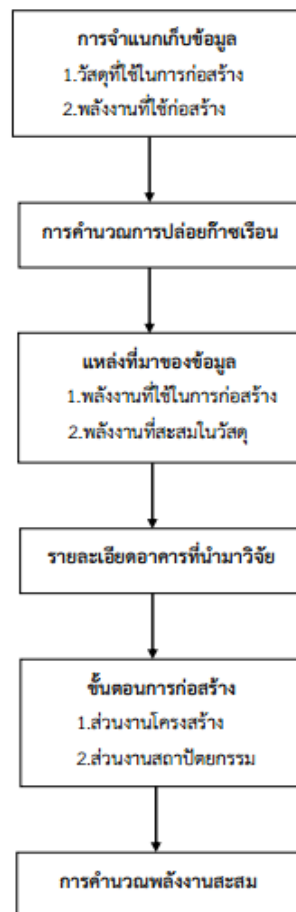 การจำแนกเก็บข้อมูล
1.วัสดุที่ใช้ในการก่อสร้าง
2.พลังงานที่ใช้ก่อสร้าง
การคำนวณการปล่อยก๊าซเรือน
แหล่งที่มาของข้อมูล
1.พลังงานที่ใช้ในการก่อสร้าง
2.พลังงานที่สะสมในวัสดุ
รายละเอียดอาคารที่นำมาวิจัย
ขั้นตอนการก่อสร้าง
1.ส่วนงานโครงสร้าง
2.ส่วนงานสถาปัตยกรรม
การคำนวณพลังงานสะสม